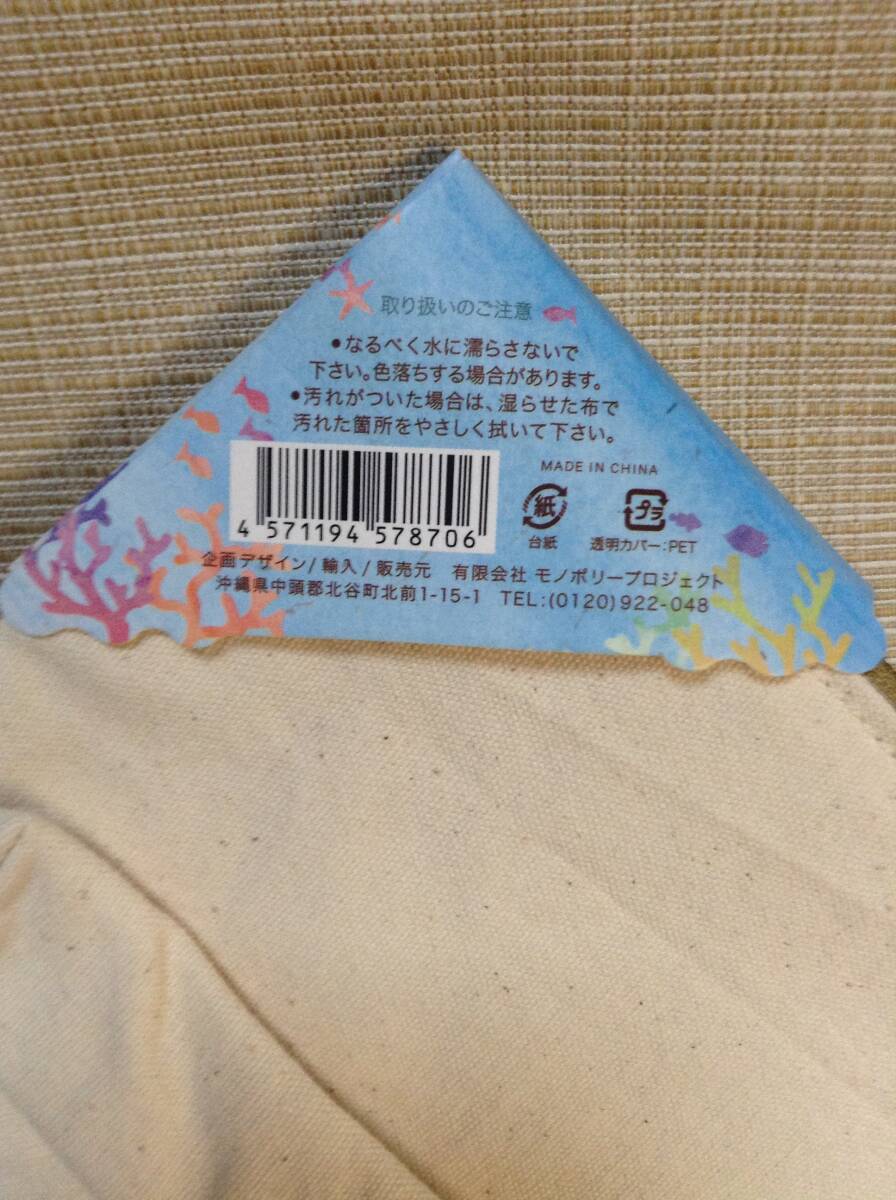 取り扱いのご注意
●なるべく水に濡らさないで
下さい。色落ちする場合があります。
●汚れがついた場合は、湿らせた布で
汚れた箇所をやさしく拭いて下さい。
MADE IN CHINA
紙
プラ
4 571194 578706
台紙
透明カバー:PET
企画デザイン/輸入/販売元 有限会社 モノポリープロジェクト
沖縄県中頭郡北谷町北前1-15-1 TEL:(0120)922-048